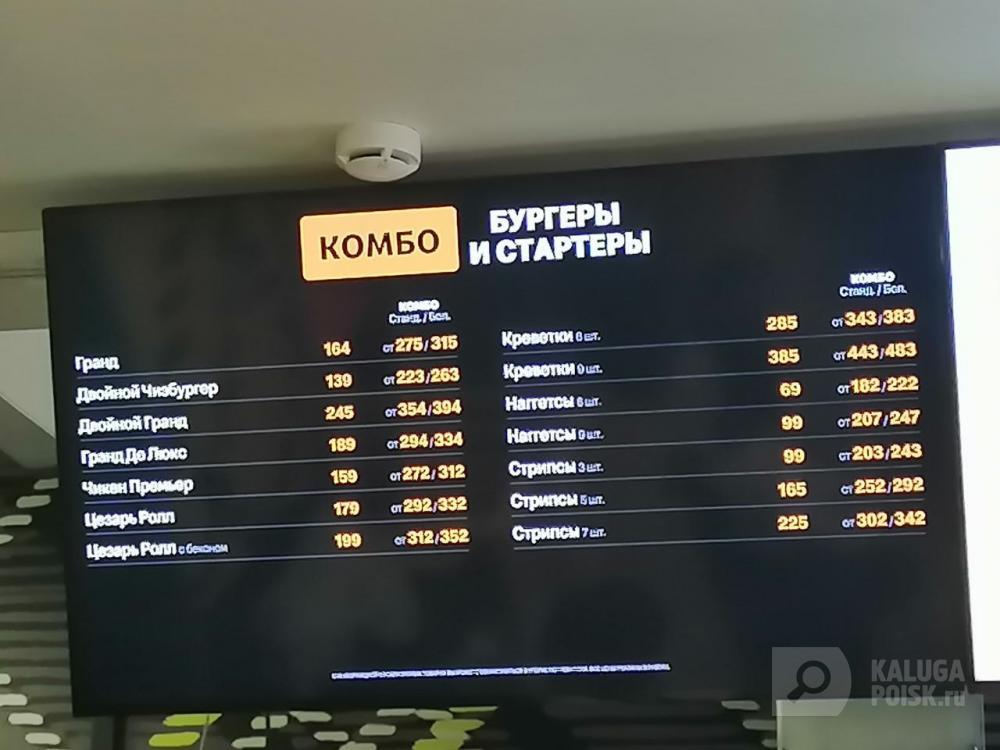 КОМБО
БУРГЕРЫ
И СТАРТЕРЫ
КОМБО
Станд. / Бол.
Гранд 164 от 275/315
Двойной Чизбургер 139 от 223/263
Двойной Гранд 245 от 354/394
Гранд Де Люкс 189 от 294/334
Чикен Премьер 159 от 272/312
Цезарь Ролл 179 от 292/332
Цезарь Ролл с беконом 199 от 312/352
КОМБО
Станд. / Бол.
Креветки 6 шт. 285 от 343/383
Креветки 9 шт. 385 от 443/483
Наггетсы 6 шт. 69 от 182/222
Наггетсы 9 шт. 99 от 207/247
Стрипсы 3 шт. 99 от 203/243
Стрипсы 5 шт. 165 от 252/292
Стрипсы 7 шт. 225 от 302/342
KALUGA
POISK.ru